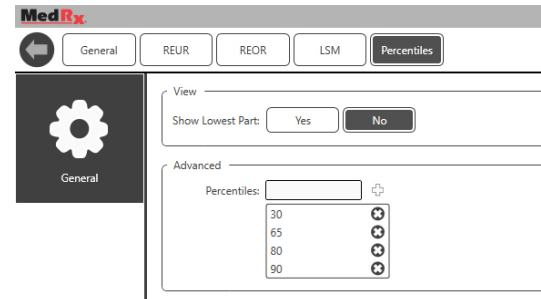 MedRx
General REUR REOR LSM Percentiles
General
View
Show Lowest Part: Yes No
Advanced
Percentiles:
30
65
80
90